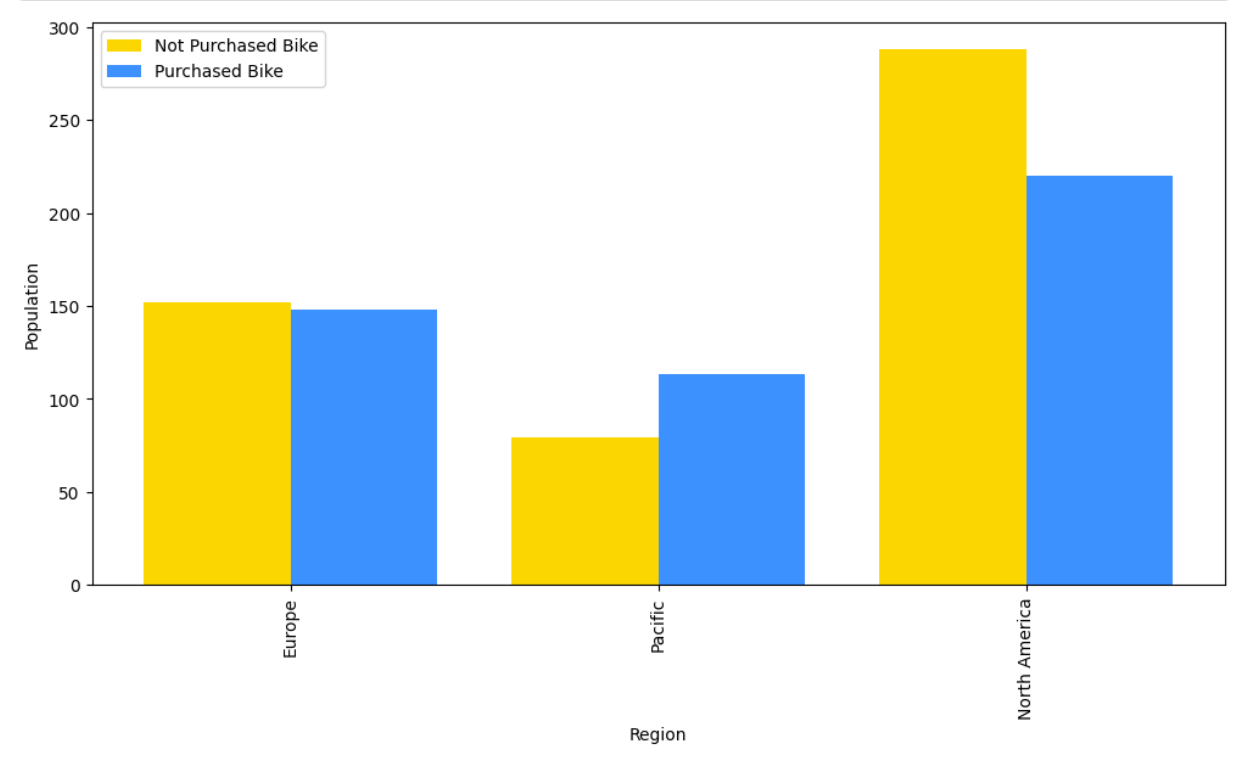 300
250
200
150
100
50
0
Population
Not Purchased Bike
Purchased Bike
Europe
Pacific
North America
Region